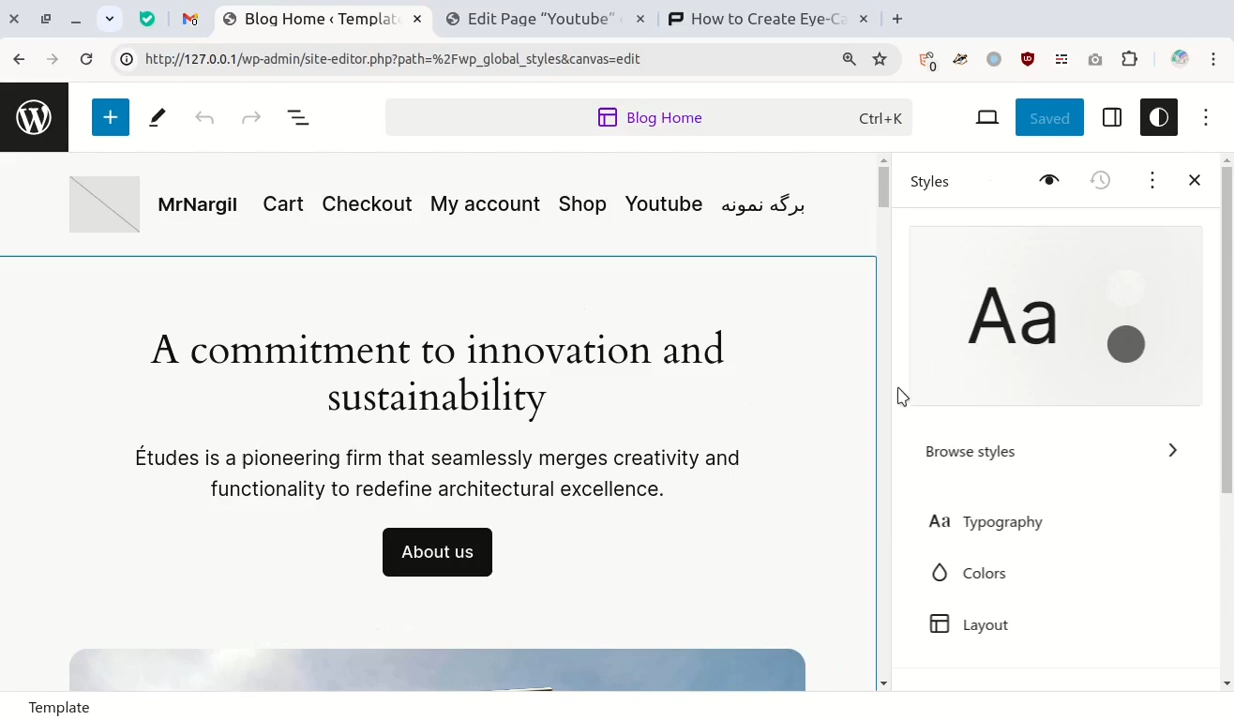 Blog Home ‹ Template
Edit Page “Youtube”
How to Create Eye-Ca
http://127.0.0.1/wp-admin/site-editor.php?path=%2Fwp_global_styles&canvas=edit
0
Blog Home
Ctrl+K
Saved
MrNargil
Cart
Checkout
My account
Shop
Youtube
برگه نمونه
Styles
A commitment to innovation and
sustainability
Études is a pioneering firm that seamlessly merges creativity and
functionality to redefine architectural excellence.
About us
Aa
Browse styles
Aa Typography
Colors
Layout
Template